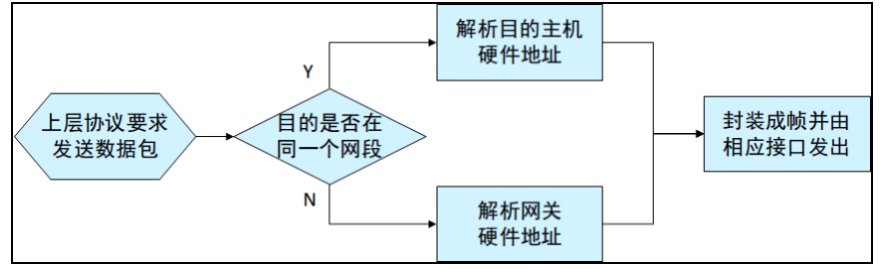 上层协议要求
发送数据包
目的是否在
同一个网段
Y
解析目的主机
硬件地址
N
解析网关
硬件地址
封装成帧并由
相应接口发出